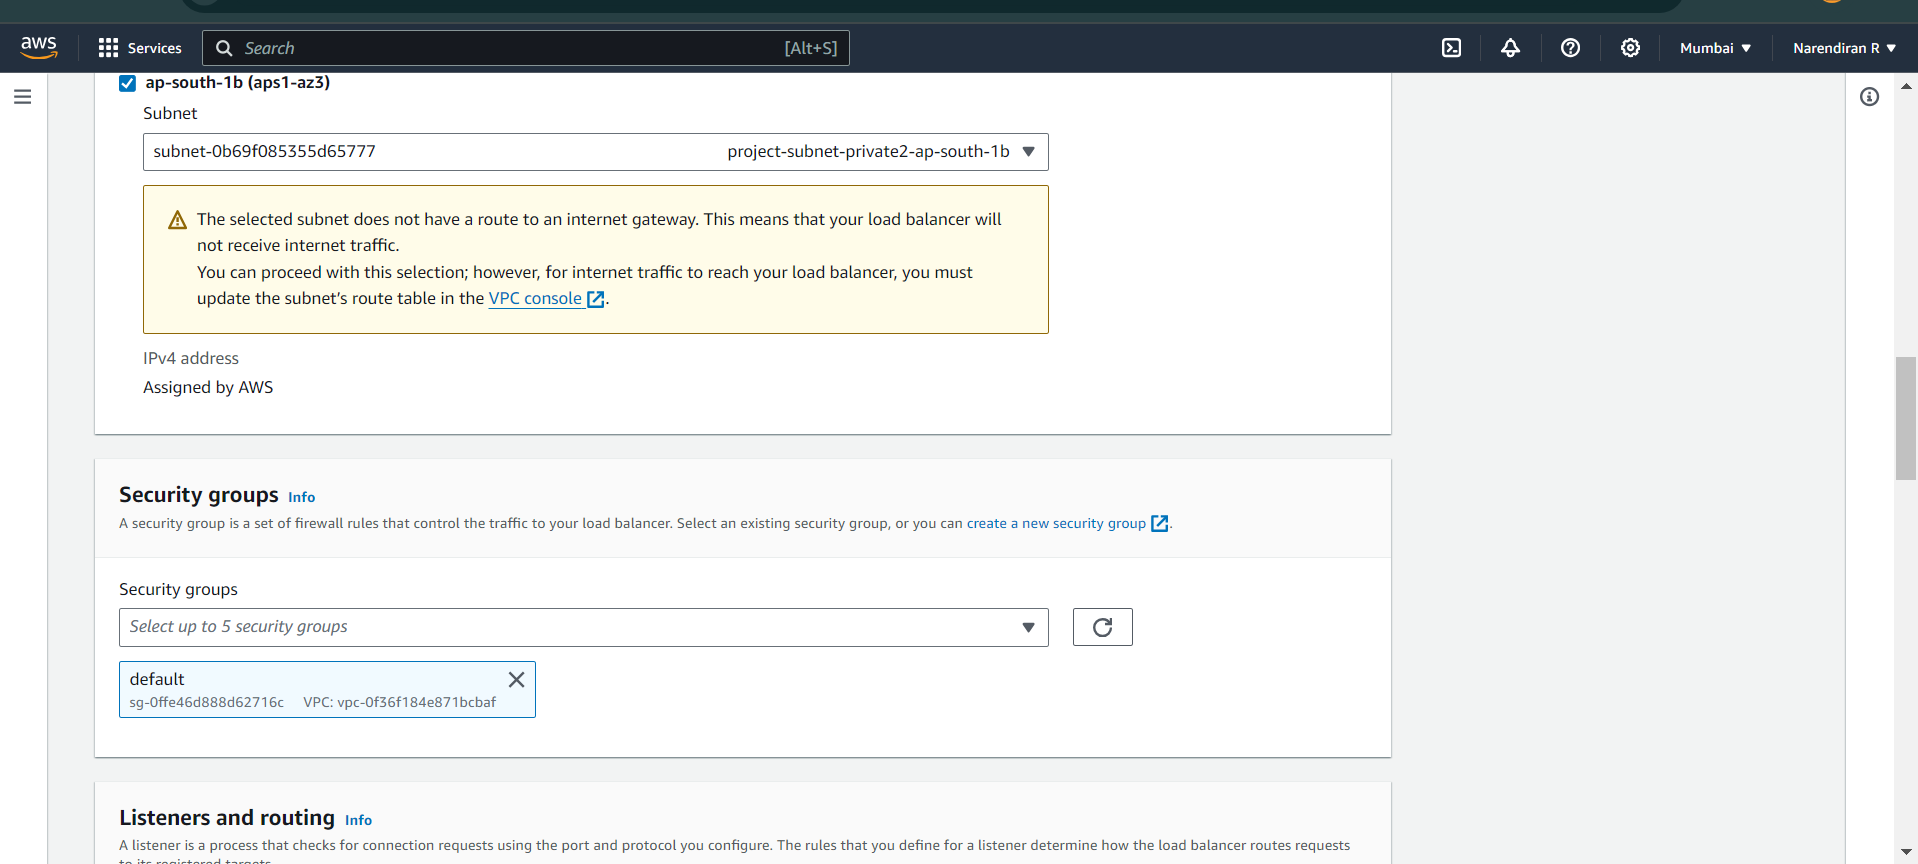 aws
Services
Search
[Alt+S]
Mumbai
Narendiran R
ap-south-1b (aps1-az3)
Subnet
subnet-0b69f085355d65777
project-subnet-private2-ap-south-1b
The selected subnet does not have a route to an internet gateway. This means that your load balancer will
not receive internet traffic.
You can proceed with this selection; however, for internet traffic to reach your load balancer, you must
update the subnet's route table in the VPC console.
IPv4 address
Assigned by AWS
Security groups Info
A security group is a set of firewall rules that control the traffic to your load balancer. Select an existing security group, or you can create a new security group.
Security groups
Select up to 5 security groups
default
sg-0ffe46d888d62716c VPC: vpc-0f36f184e871bcbaf
Listeners and routing Info
A listener is a process that checks for connection requests using the port and protocol you configure. The rules that you define for a listener determine how the load balancer routes requests
to its registered targets.